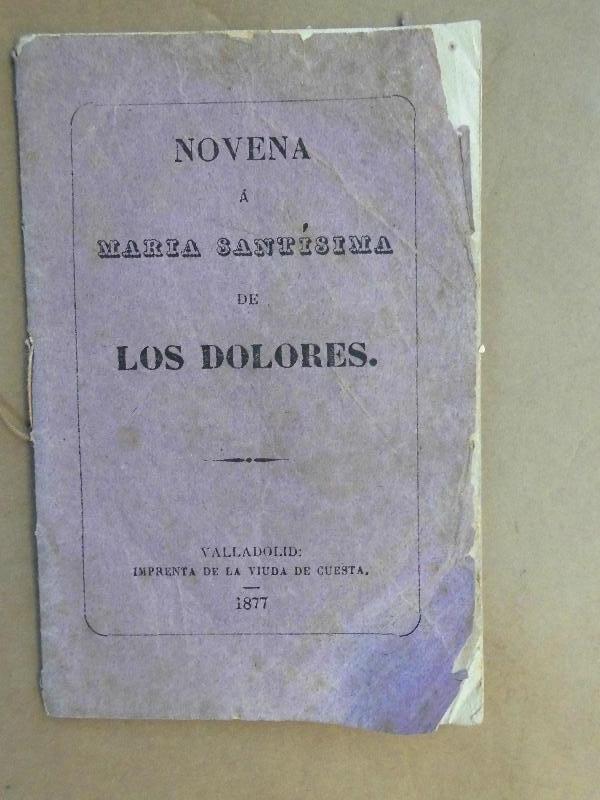 NOVENA
Á
MARIA SANTÍSIMA
DE
LOS DOLORES.
VALLADOLID:
IMPRENTA DE LA VIUDA DE CUESTA.
1877